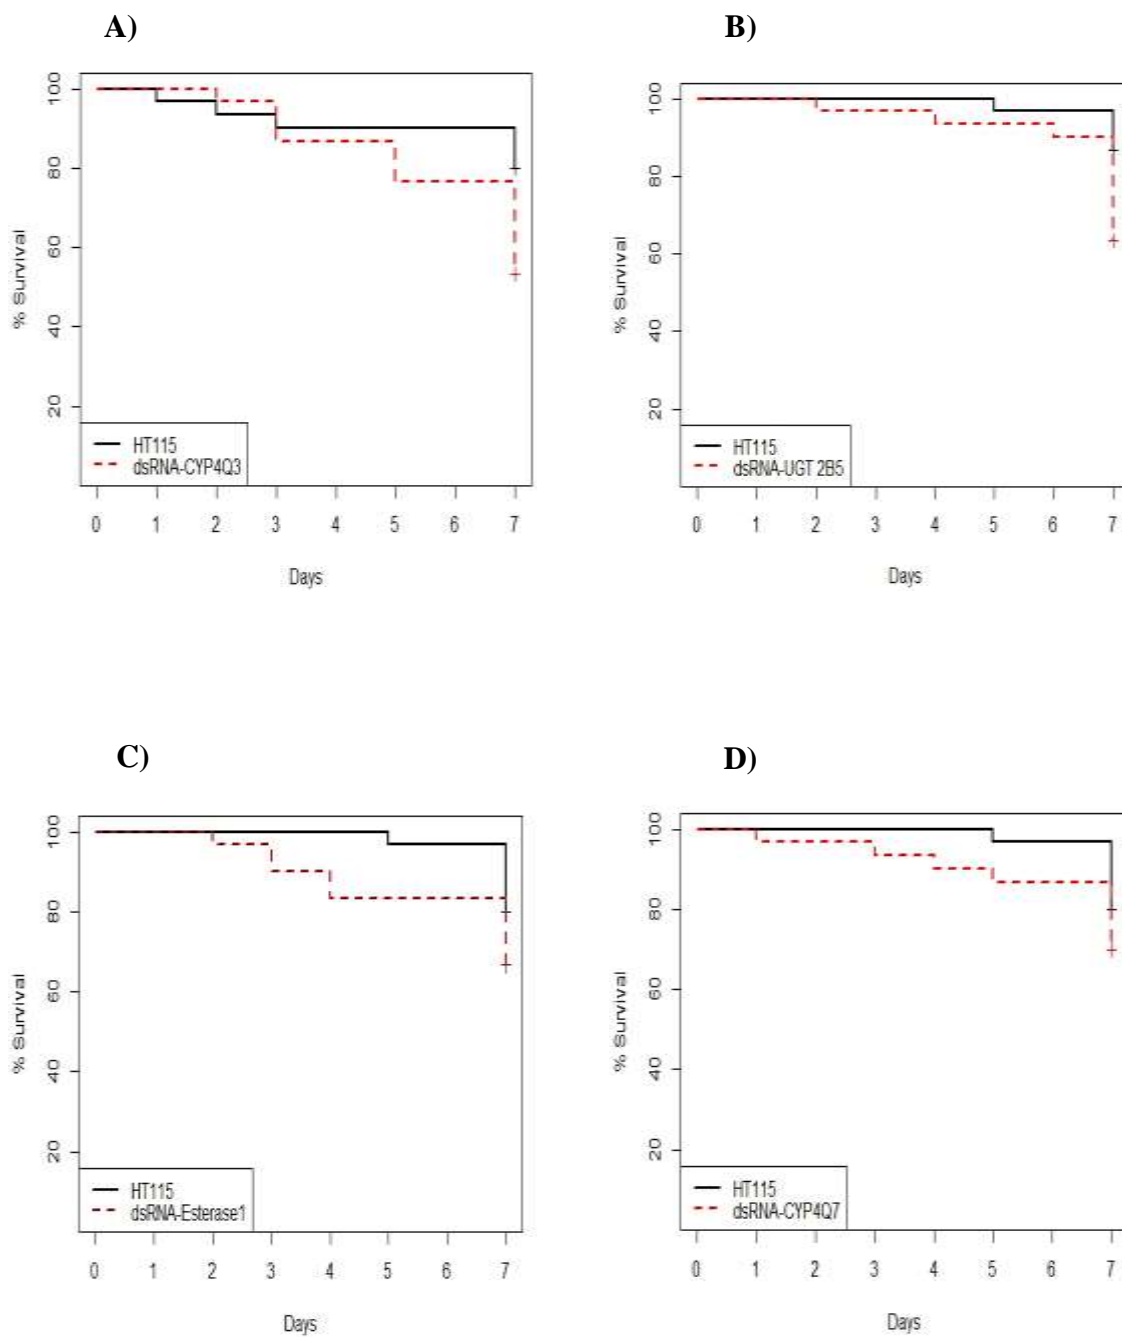 A)
100
80
60
40
20
% Survival
HT115
dsRNA-CYP4Q3
0 1 2 3 4 5 6 7
Days
B)
100
80
60
40
20
% Survival
HT115
dsRNA-UGT 2B5
0 1 2 3 4 5 6 7
Days
C)
100
80
60
40
20
% Survival
HT115
dsRNA-Esterase1
0 1 2 3 4 5 6 7
Days
D)
100
80
60
40
20
% Survival
HT115
dsRNA-CYP4Q7
0 1 2 3 4 5 6 7
Days